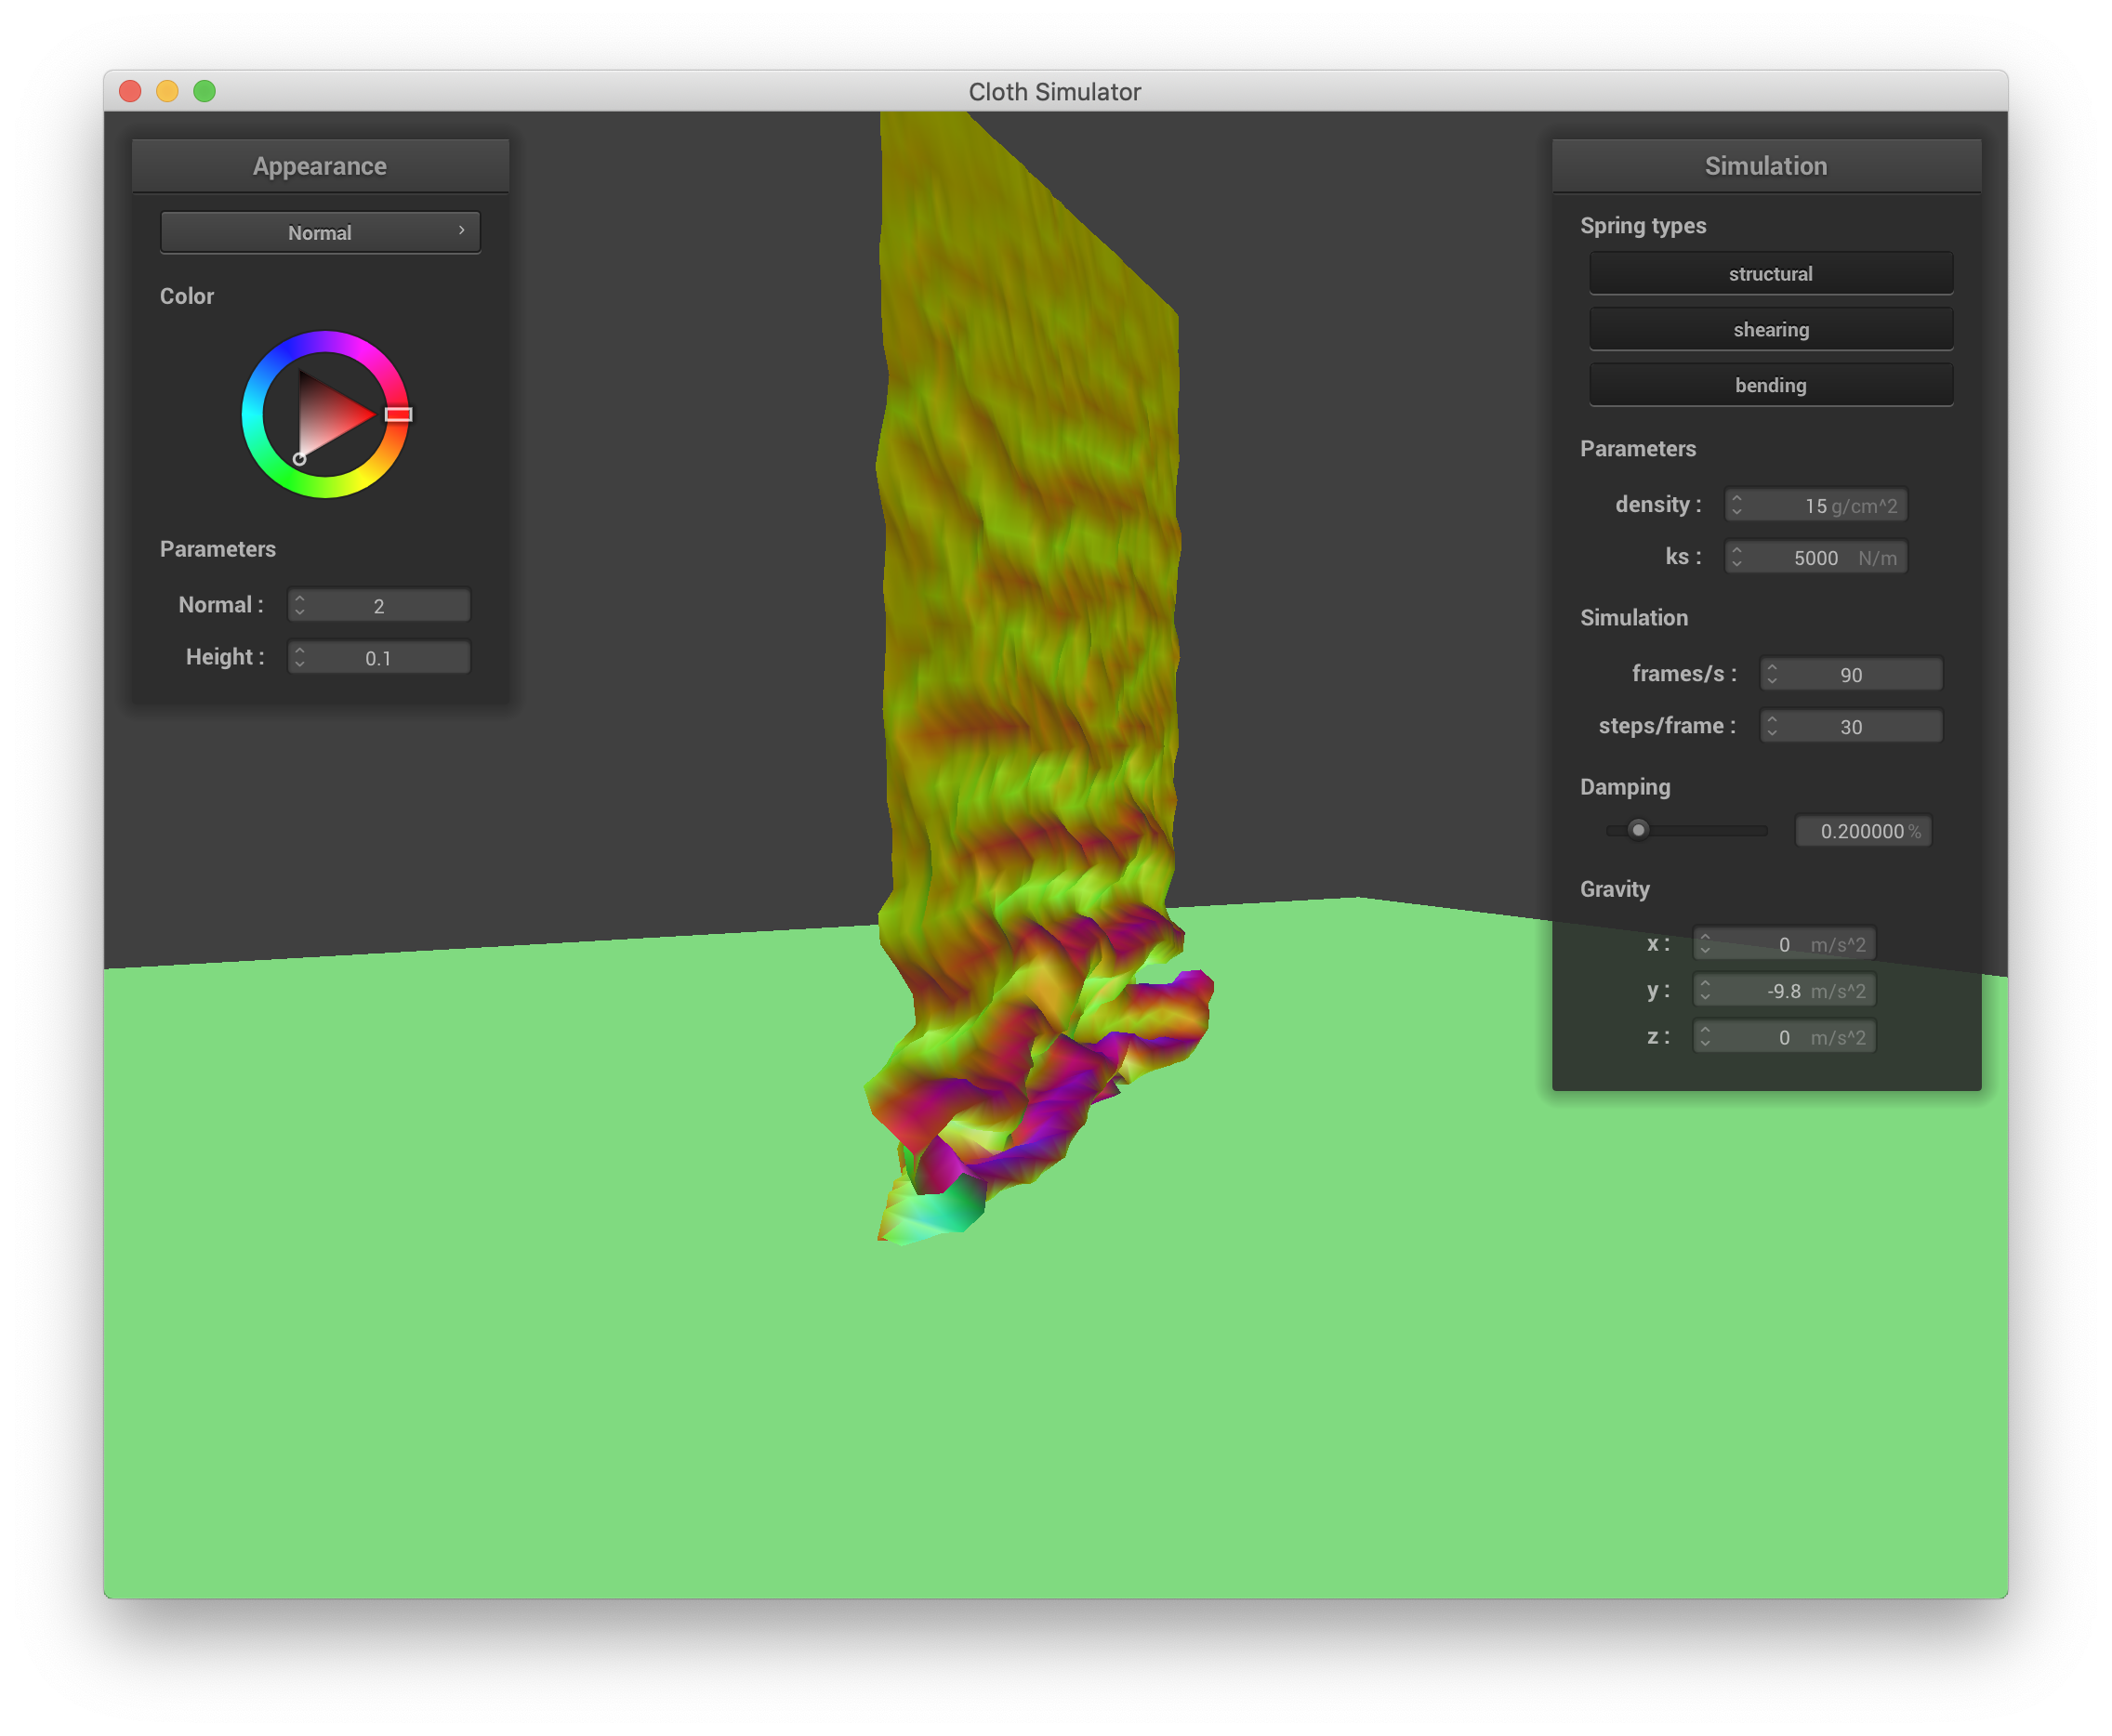 Cloth Simulator
Appearance
Normal
Color
Parameters
Normal : 2
Height : 0.1
Simulation
Spring types
structural
shearing
bending
Parameters
density : 15 g/cm^2
ks : 5000 N/m
Simulation
frames/s : 90
steps/frame : 30
Damping
0.200000 %
Gravity
x : 0 m/s^2
y : -9.8 m/s^2
z : 0 m/s^2